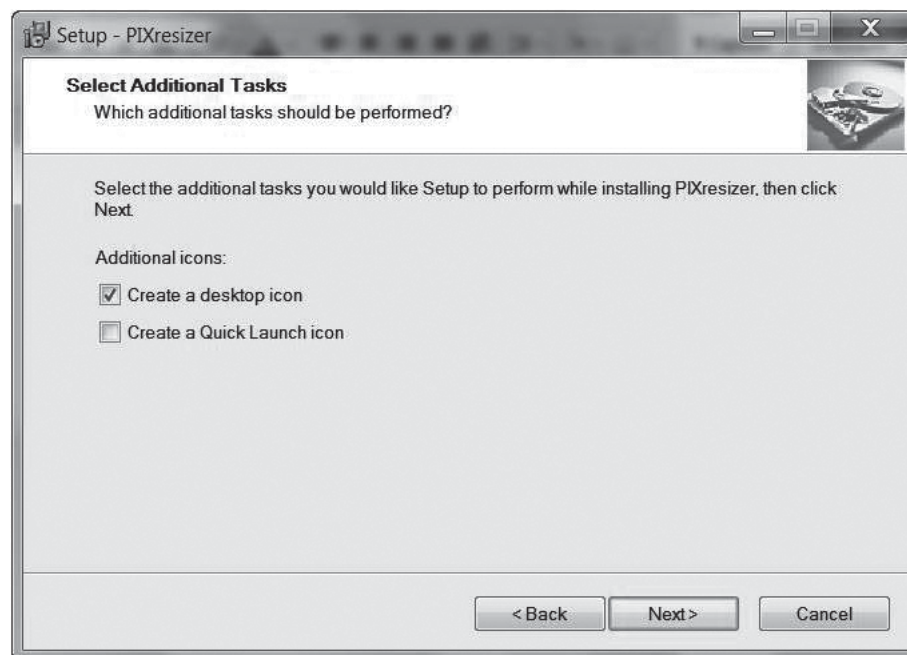 Setup - PIXresizer
Select Additional Tasks
Which additional tasks should be performed?
Select the additional tasks you would like Setup to perform while installing PIXresizer, then click
Next.
Additional icons:
Create a desktop icon
Create a Quick Launch icon
< Back
Next >
Cancel